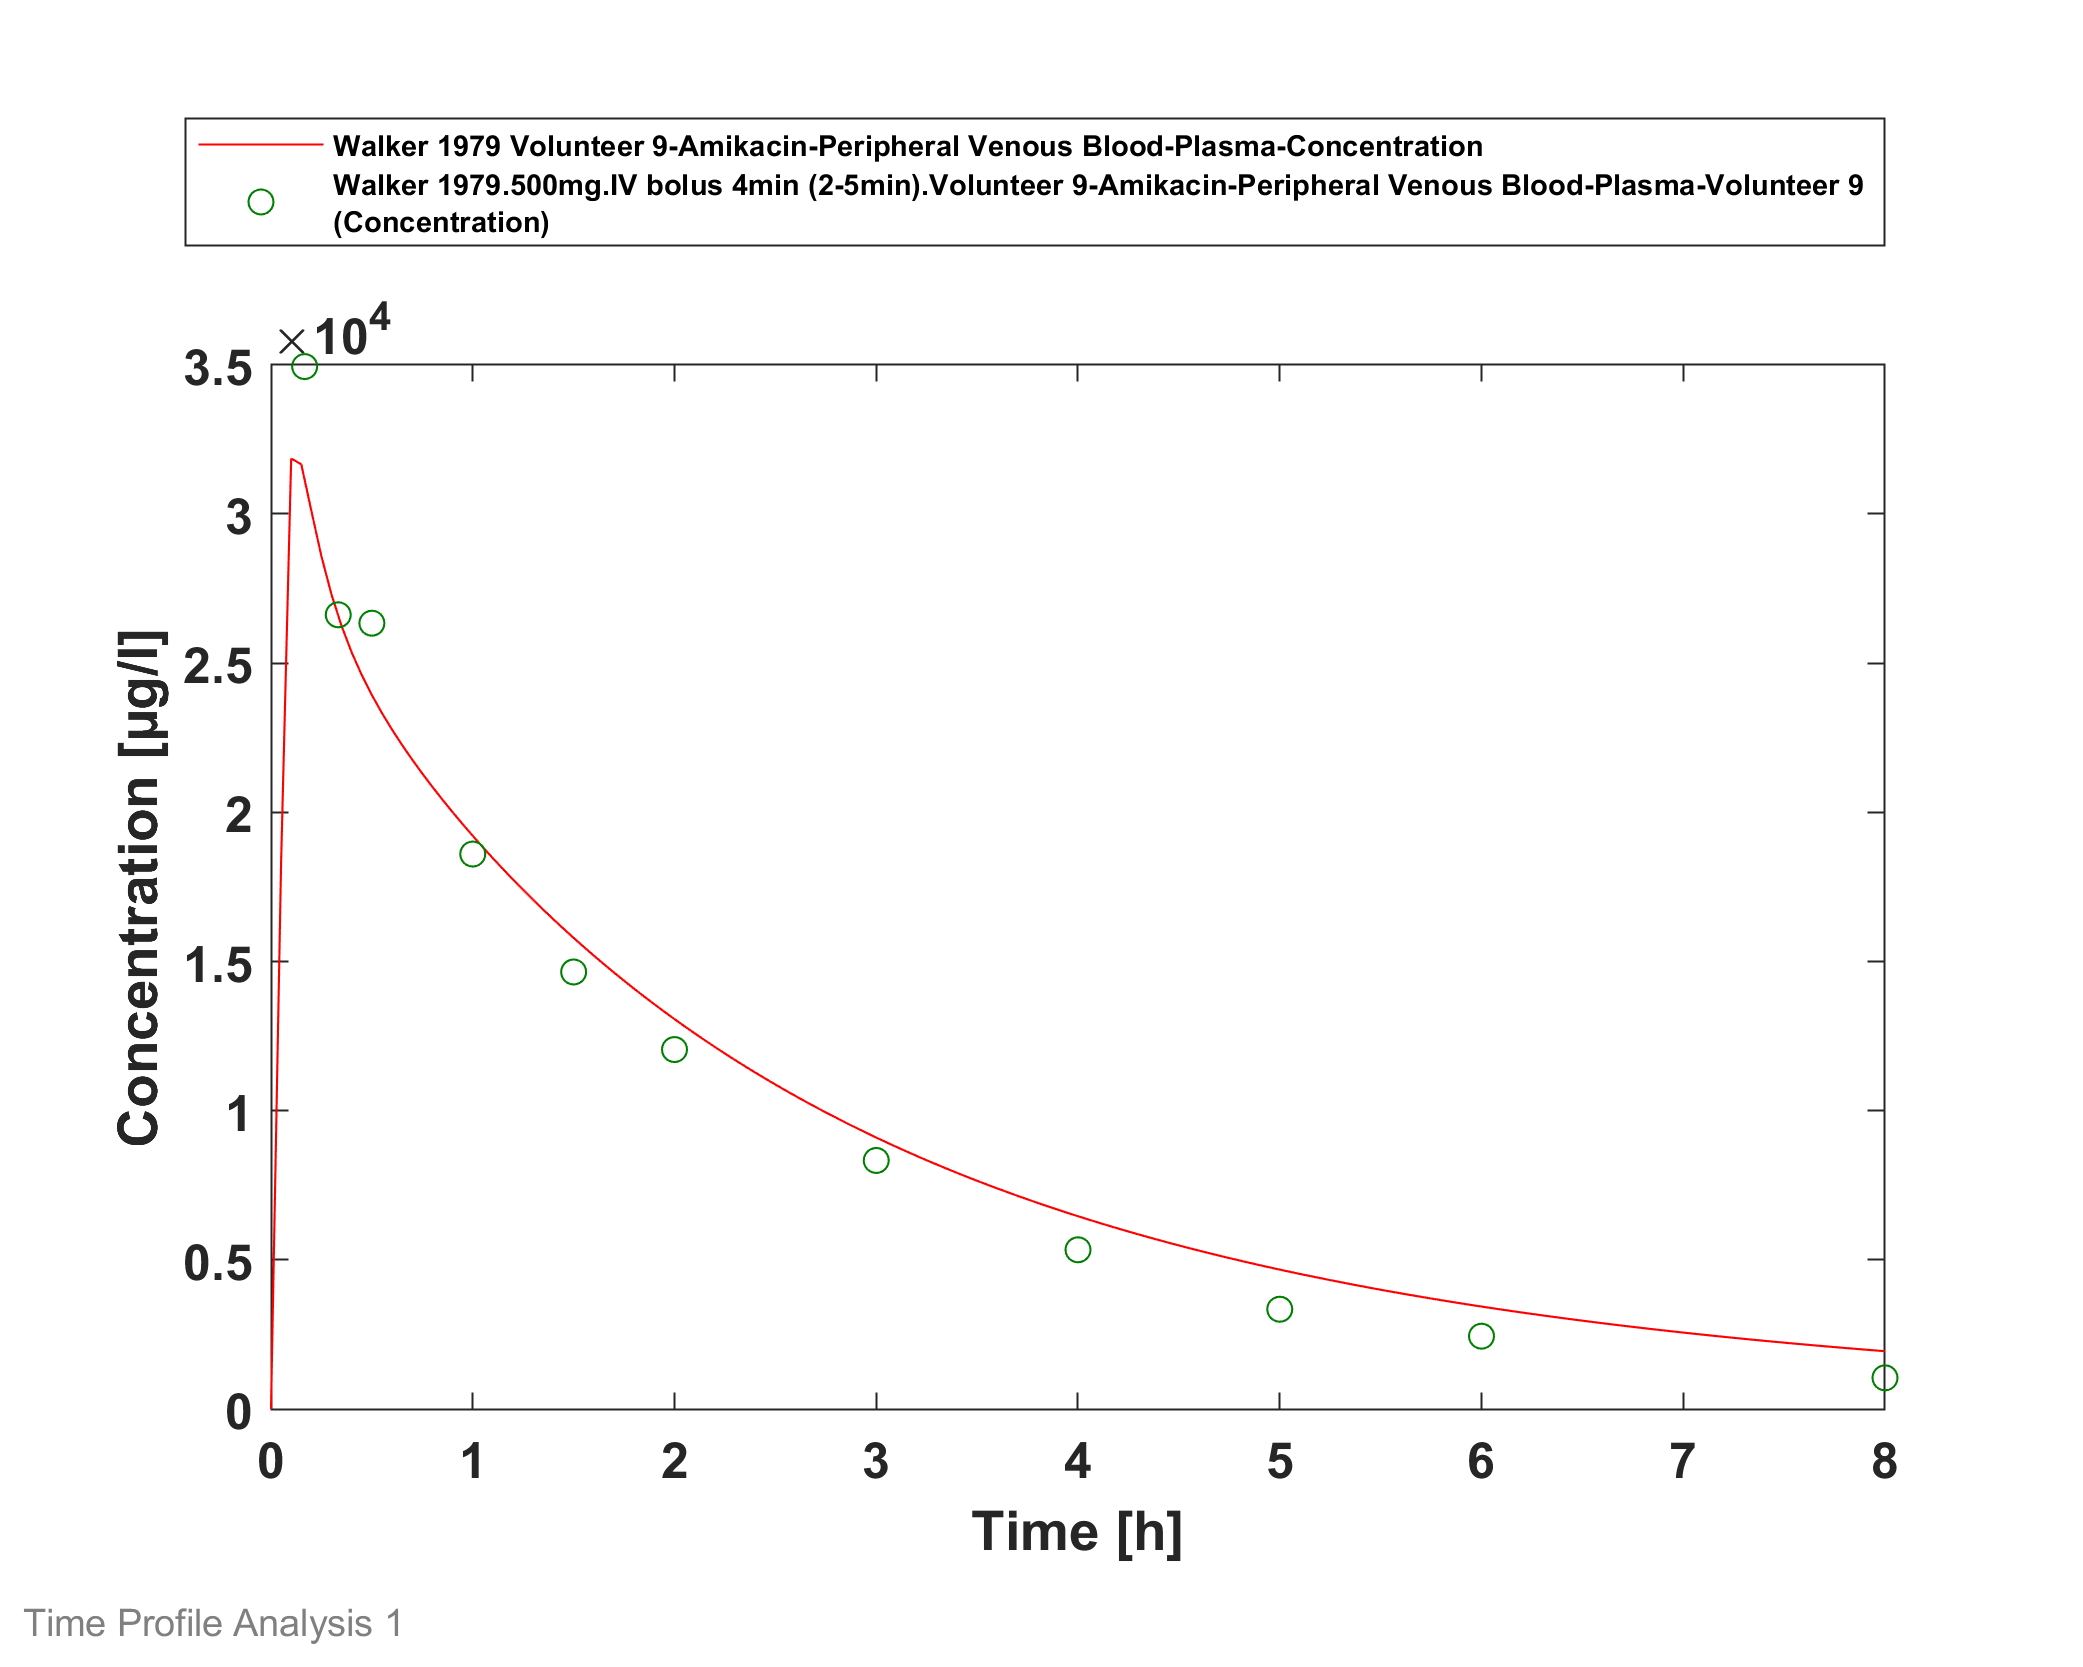 Walker 1979 Volunteer 9-Amikacin-Peripheral Venous Blood-Plasma-Concentration
Walker 1979.500mg.IV bolus 4min (2-5min).Volunteer 9-Amikacin-Peripheral Venous Blood-Plasma-Volunteer 9
(Concentration)
×10⁴
3.5
3
2.5
2
1.5
1
0.5
0
Concentration [µg/l]
0 1 2 3 4 5 6 7 8
Time [h]
Time Profile Analysis 1